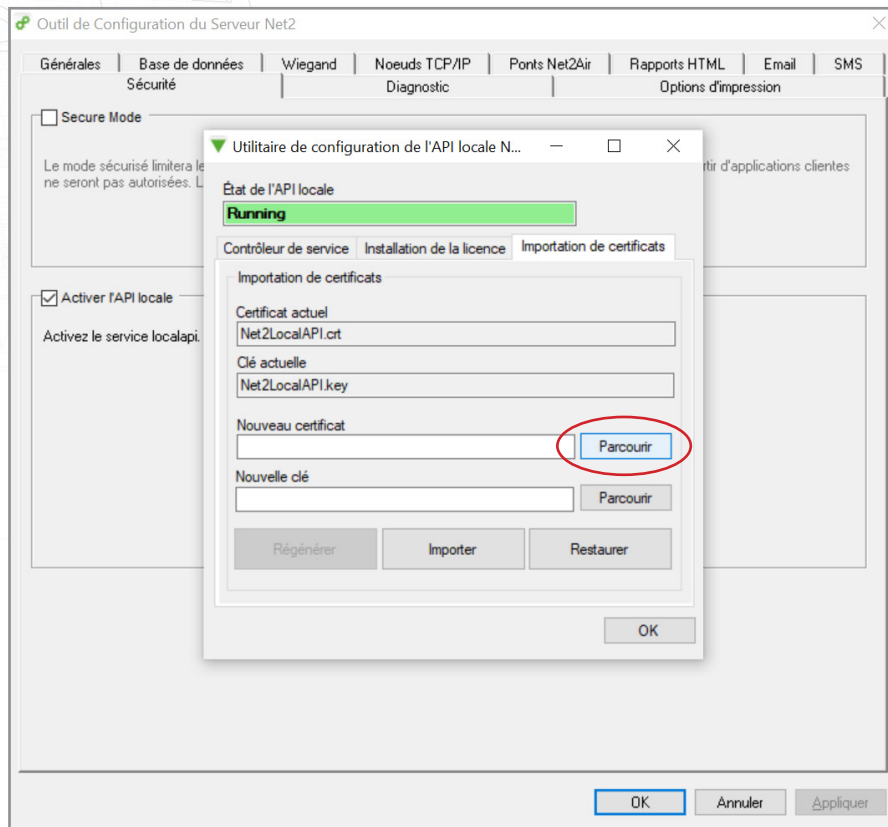 Outil de Configuration du Serveur Net2
Générales Base de données Wiegand Noeuds TCP/IP Ponts Net2Air Rapports HTML Email SMS
Sécurité Diagnostic Options d'impression
Secure Mode
Le mode sécurisé limitera le
rtir d'applications clientes
ne seront pas autorisées. L
Utilitaire de configuration de l'API locale N...
État de l'API locale
Running
Contrôleur de service Installation de la licence Importation de certificats
Importation de certificats
Certificat actuel
Net2LocalAPI.crt
Clé actuelle
Net2LocalAPI.key
Nouveau certificat
Parcourir
Nouvelle clé
Parcourir
Régénérer Importer Restaurer
OK
Activer l'API locale
Activez le service localapi.
OK Annuler Appliquer